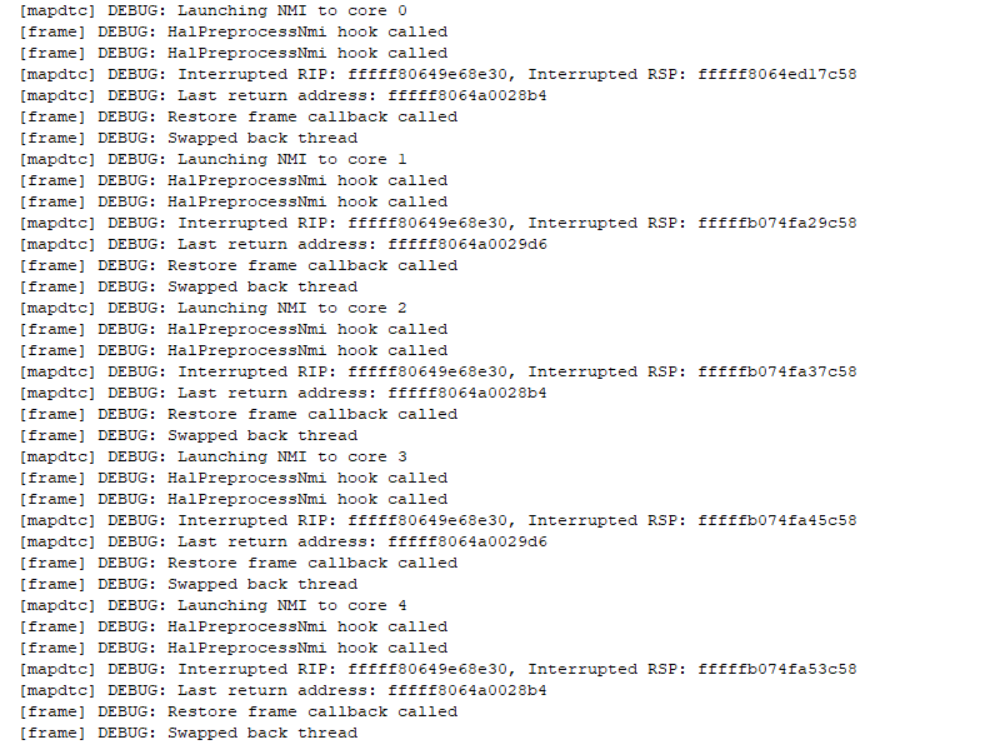 [mapdtc] DEBUG: Launching NMI to core 0
[frame] DEBUG: HalPreprocessNmi hook called
[frame] DEBUG: HalPreprocessNmi hook called
[mapdtc] DEBUG: Interrupted RIP: fffff80649e68e30, Interrupted RSP: fffff8064ed17c58
[mapdtc] DEBUG: Last return address: fffff8064a0028b4
[frame] DEBUG: Restore frame callback called
[frame] DEBUG: Swapped back thread
[mapdtc] DEBUG: Launching NMI to core 1
[frame] DEBUG: HalPreprocessNmi hook called
[frame] DEBUG: HalPreprocessNmi hook called
[mapdtc] DEBUG: Interrupted RIP: fffff80649e68e30, Interrupted RSP: fffffb074fa29c58
[mapdtc] DEBUG: Last return address: fffff8064a0029d6
[frame] DEBUG: Restore frame callback called
[frame] DEBUG: Swapped back thread
[mapdtc] DEBUG: Launching NMI to core 2
[frame] DEBUG: HalPreprocessNmi hook called
[frame] DEBUG: HalPreprocessNmi hook called
[mapdtc] DEBUG: Interrupted RIP: fffff80649e68e30, Interrupted RSP: fffffb074fa37c58
[mapdtc] DEBUG: Last return address: fffff8064a0028b4
[frame] DEBUG: Restore frame callback called
[frame] DEBUG: Swapped back thread
[mapdtc] DEBUG: Launching NMI to core 3
[frame] DEBUG: HalPreprocessNmi hook called
[frame] DEBUG: HalPreprocessNmi hook called
[mapdtc] DEBUG: Interrupted RIP: fffff80649e68e30, Interrupted RSP: fffffb074fa45c58
[mapdtc] DEBUG: Last return address: fffff8064a0029d6
[frame] DEBUG: Restore frame callback called
[frame] DEBUG: Swapped back thread
[mapdtc] DEBUG: Launching NMI to core 4
[frame] DEBUG: HalPreprocessNmi hook called
[frame] DEBUG: HalPreprocessNmi hook called
[mapdtc] DEBUG: Interrupted RIP: fffff80649e68e30, Interrupted RSP: fffffb074fa53c58
[mapdtc] DEBUG: Last return address: fffff8064a0028b4
[frame] DEBUG: Restore frame callback called
[frame] DEBUG: Swapped back thread